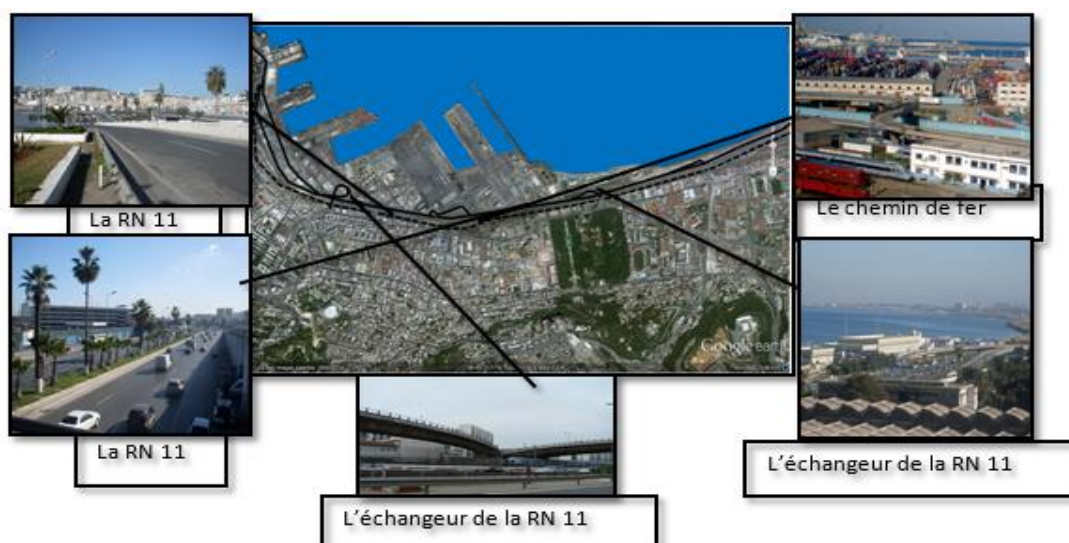 La RN 11
Le chemin de fer
Google earth
La RN 11
L'échangeur de la RN 11
L'échangeur de la RN 11